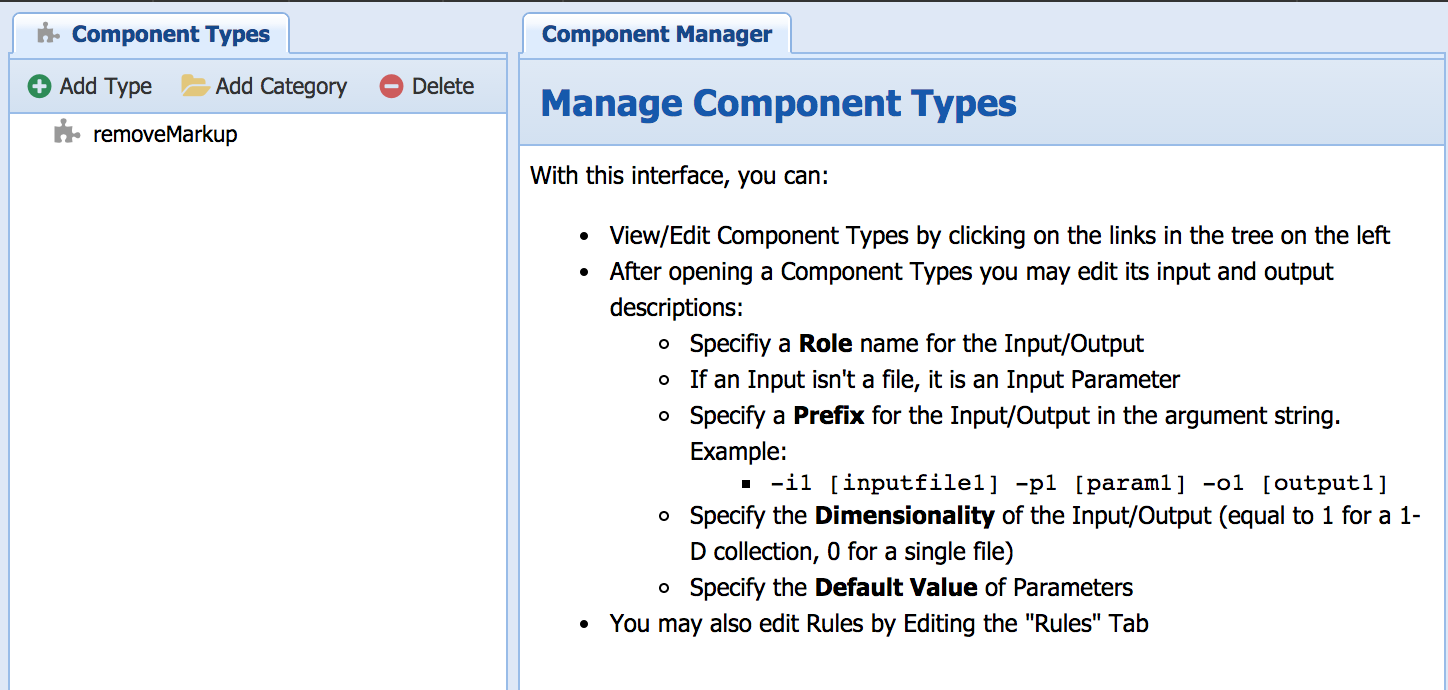 Component Types
Add Type Add Category Delete
removeMarkup
Component Manager
Manage Component Types
With this interface, you can:
View/Edit Component Types by clicking on the links in the tree on the left
After opening a Component Types you may edit its input and output
descriptions:
Specifiy a Role name for the Input/Output
If an Input isn't a file, it is an Input Parameter
Specify a Prefix for the Input/Output in the argument string.
Example:
-i1 [inputfile1] -p1 [param1] -o1 [output1]
Specify the Dimensionality of the Input/Output (equal to 1 for a 1-
D collection, 0 for a single file)
Specify the Default Value of Parameters
You may also edit Rules by Editing the "Rules" Tab